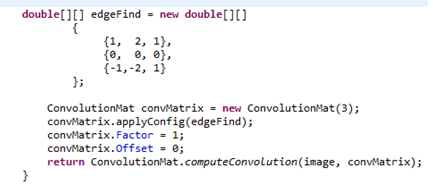 double[][] edgeFind = new double[][]
{
{1, 2, 1},
{0, 0, 0},
{-1,-2, 1}
};
ConvolutionMat convMatrix = new ConvolutionMat(3);
convMatrix.applyConfig(edgeFind);
convMatrix.Factor = 1;
convMatrix.Offset = 0;
return ConvolutionMat.computeConvolution(image, convMatrix);
}